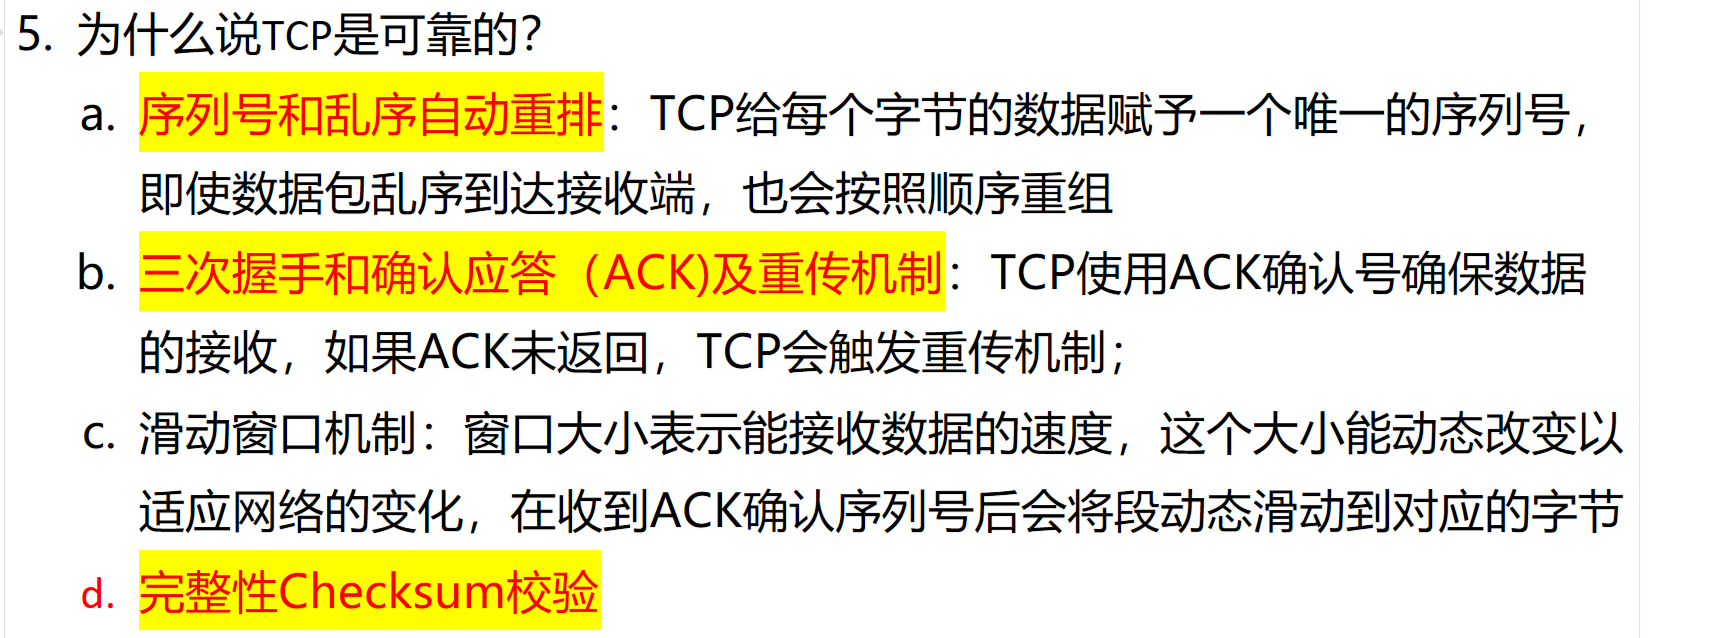 5. 为什么说TCP是可靠的？
a. 序列号和乱序自动重排：TCP给每个字节的数据赋予一个唯一的序列号，
即使数据包乱序到达接收端，也会按照顺序重组
b. 三次握手和确认应答（ACK)及重传机制：TCP使用ACK确认号确保数据
的接收，如果ACK未返回，TCP会触发重传机制；
c. 滑动窗口机制：窗口大小表示能接收数据的速度，这个大小能动态改变以
适应网络的变化，在收到ACK确认序列号后会将段动态滑动到对应的字节
d. 完整性Checksum校验